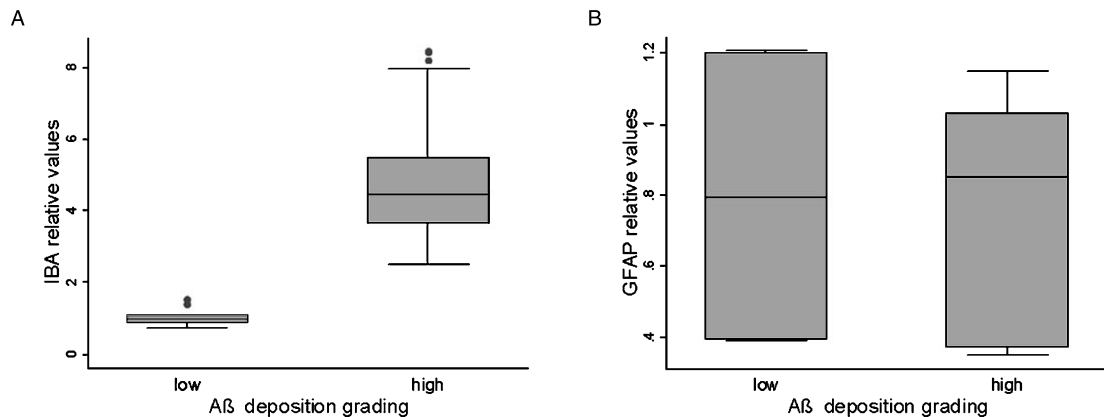 A
IBA relative values
8
6
4
2
0
low
high
Aß deposition grading
B
GFAP relative values
1.2
1
.8
.6
.4
low
high
Aß deposition grading